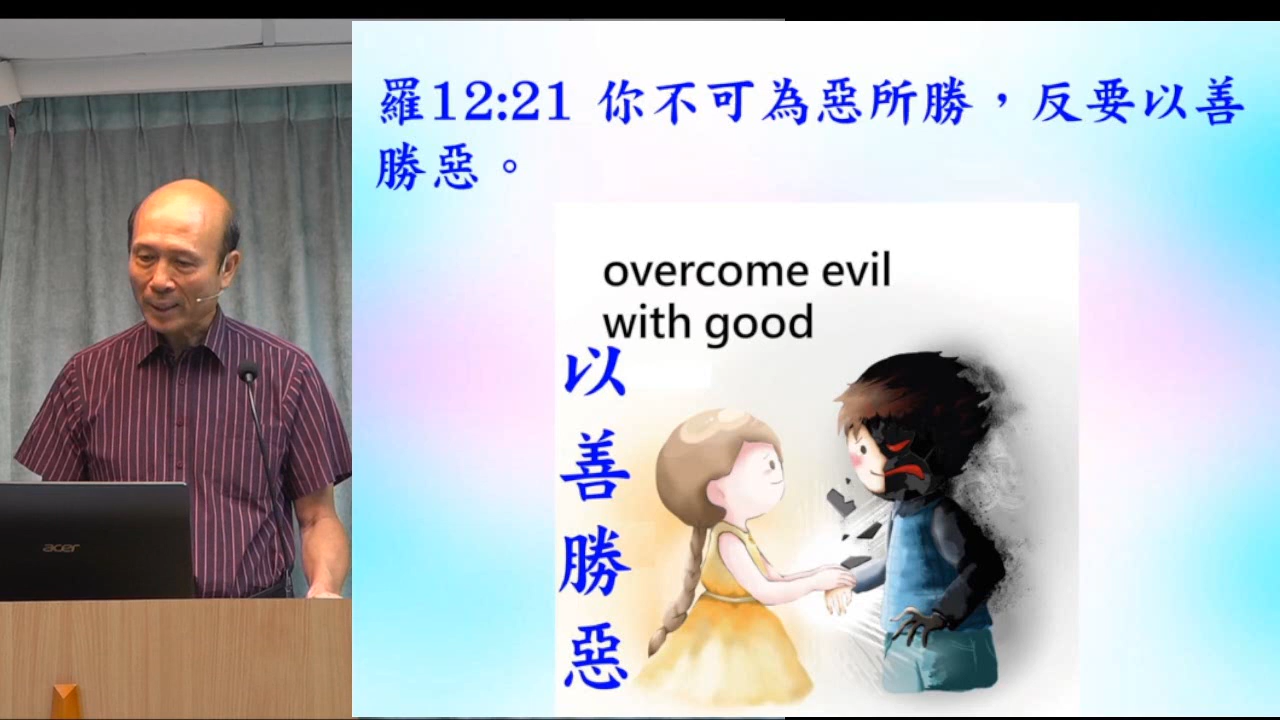 羅12:21 你不可為惡所勝，反要以善
勝惡。
overcome evil
with good
以善勝惡
acer